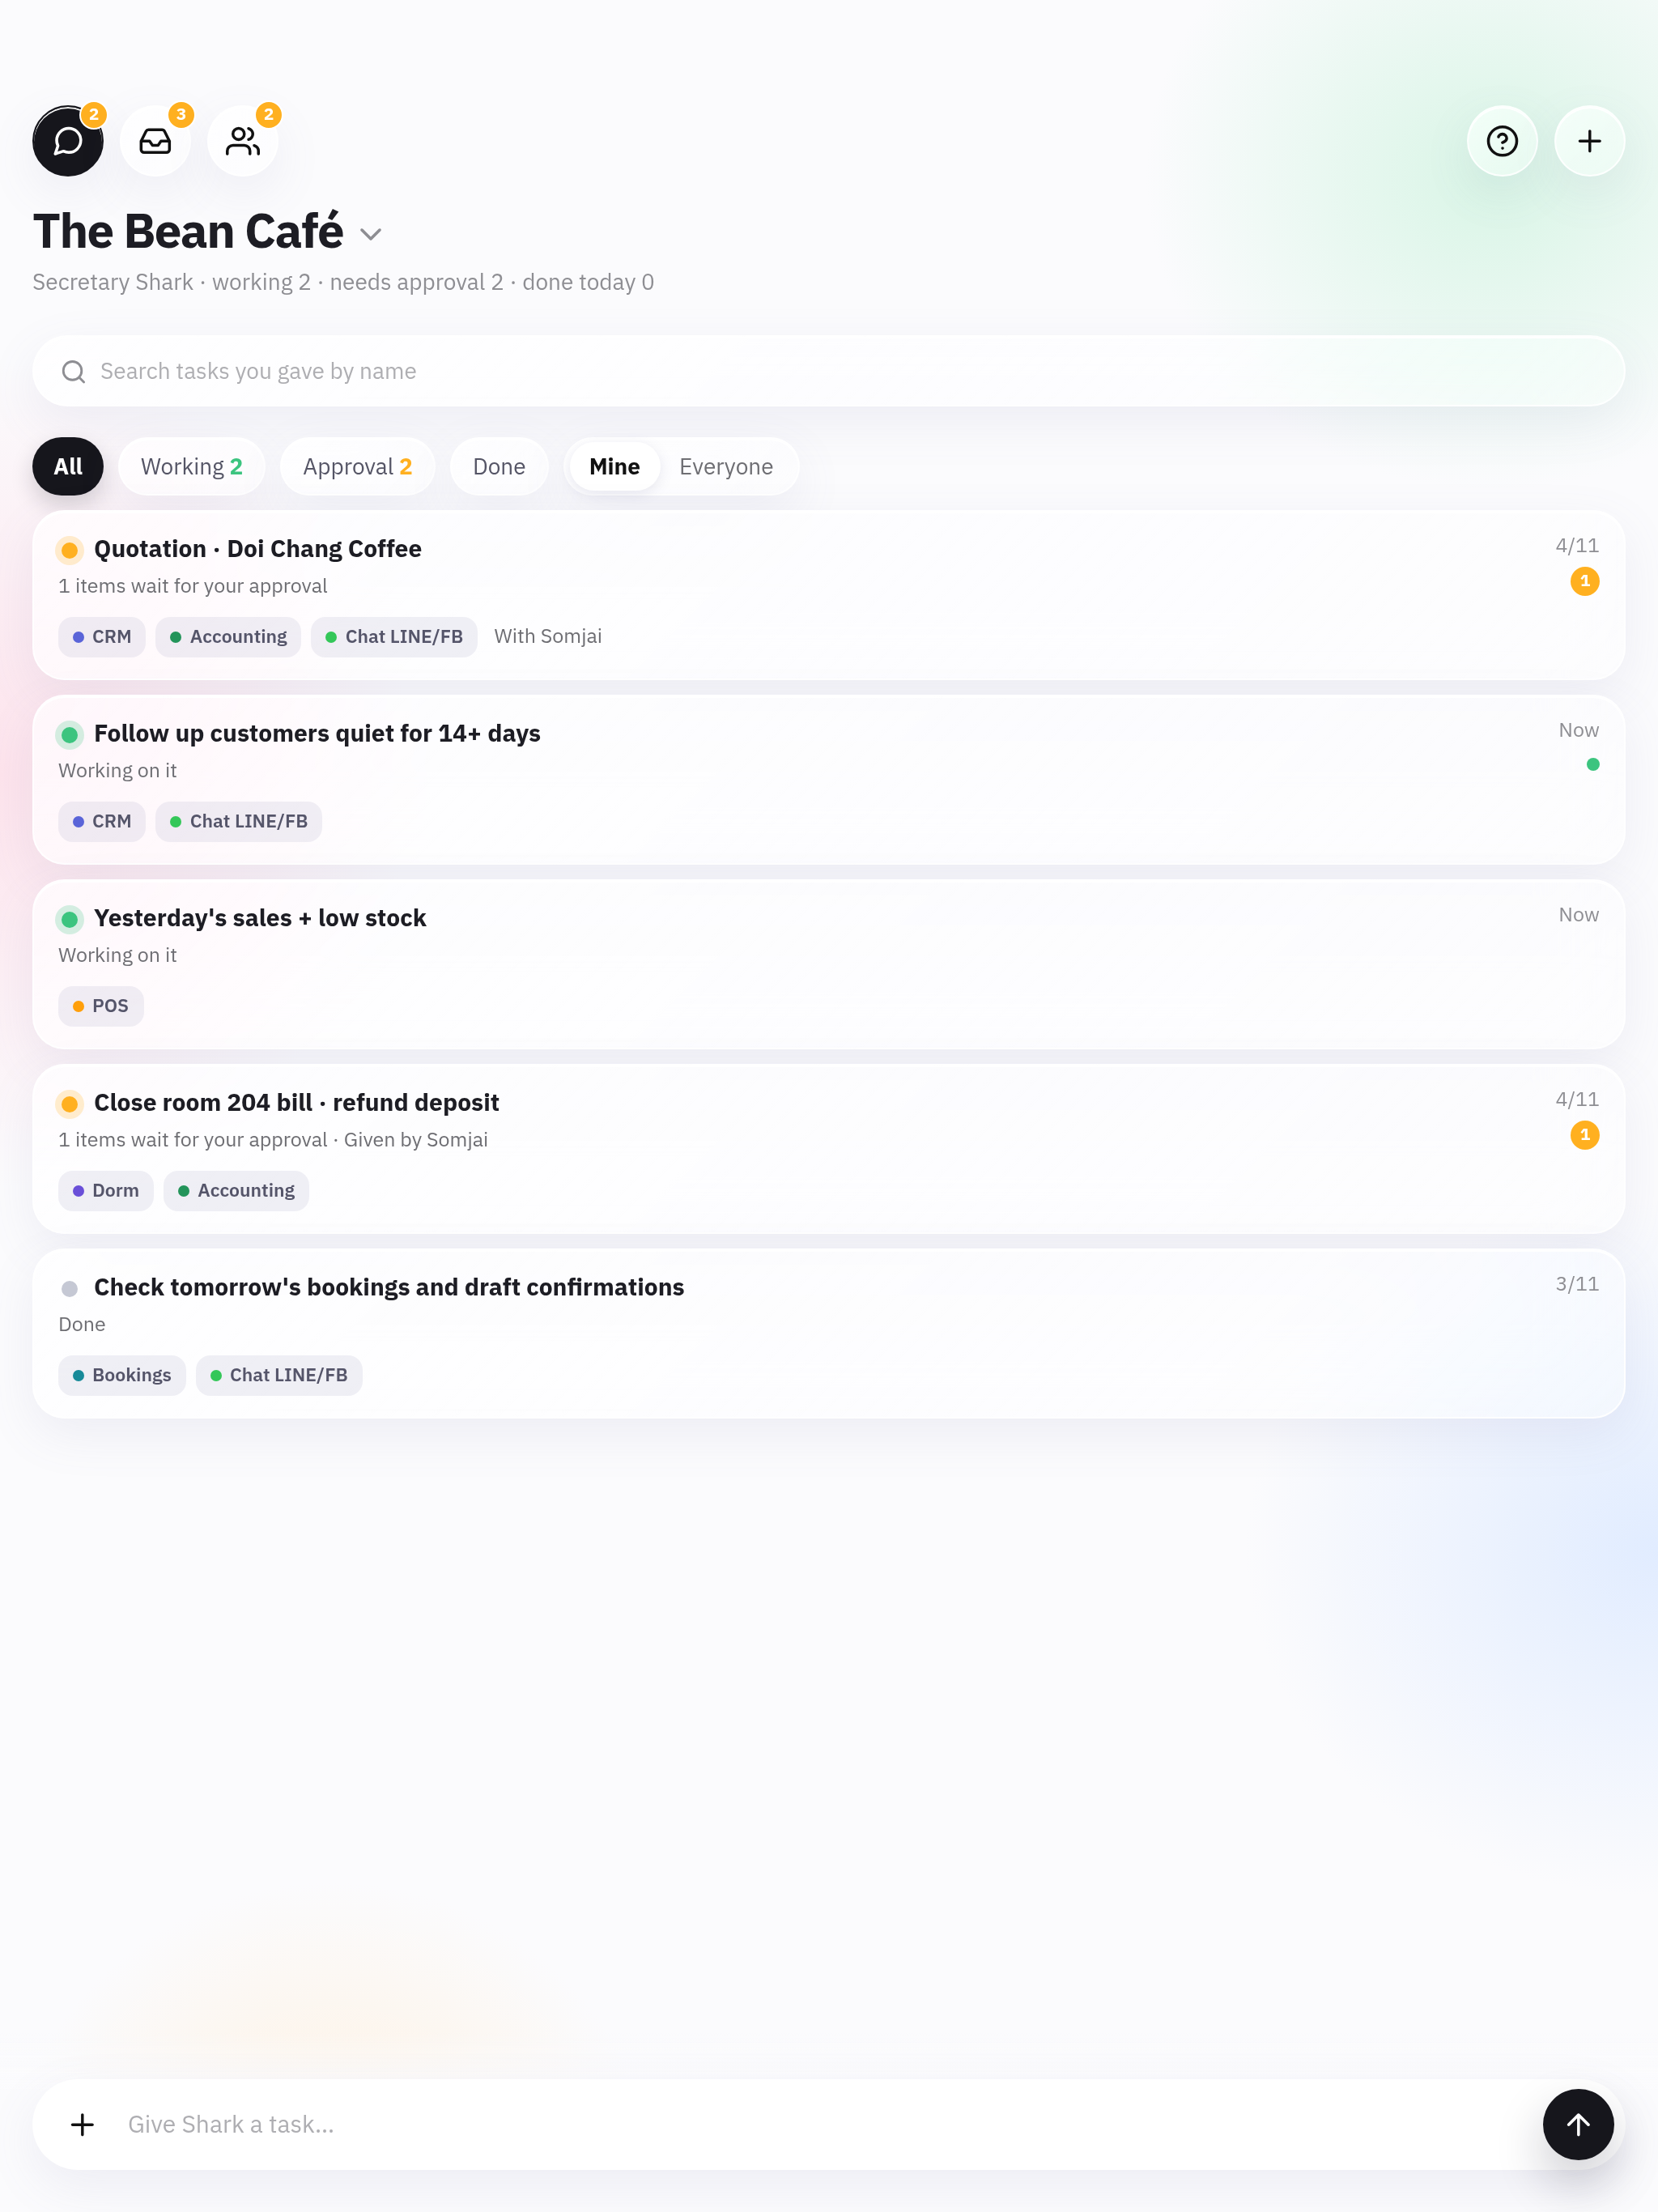 2 3 2
The Bean Café
Secretary Shark · working 2 · needs approval 2 · done today 0
Search tasks you gave by name
All Working 2 Approval 2 Done Mine Everyone
Quotation · Doi Chang Coffee 4/11
1 items wait for your approval 1
CRM Accounting Chat LINE/FB With Somjai
Follow up customers quiet for 14+ days Now
Working on it
CRM Chat LINE/FB
Yesterday's sales + low stock Now
Working on it
POS
Close room 204 bill · refund deposit 4/11
1 items wait for your approval · Given by Somjai 1
Dorm Accounting
Check tomorrow's bookings and draft confirmations 3/11
Done
Bookings Chat LINE/FB
Give Shark a task...